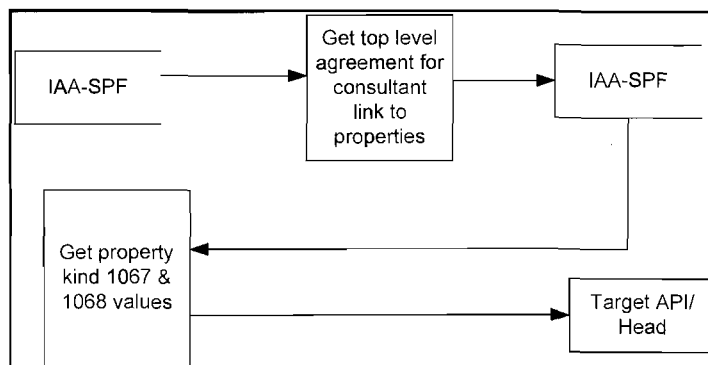 IAA-SPF
Get top level
agreement for
consultant
link to
properties
IAA-SPF
Get property
kind 1067 &
1068 values
Target API/
Head